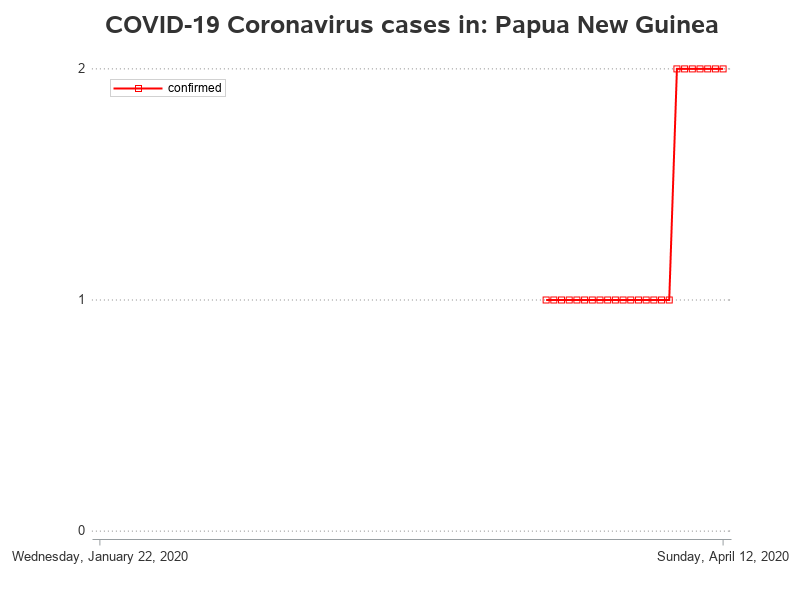 COVID-19 Coronavirus cases in: Papua New Guinea
2
confirmed
1
0
Wednesday, January 22, 2020
Sunday, April 12, 2020